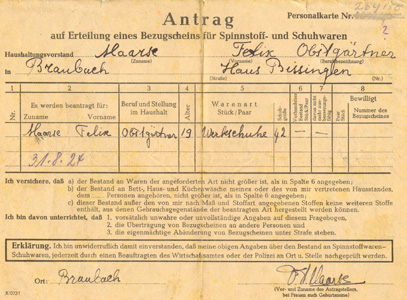 Antrag
Personalkarte Nr.
auf Erteilung eines Bezugscheins für Spinnstoff- und Schuhwaren
Haushaltungsvorstand Maarse Felix Obstgärtner
(Zuname) (Vorname) (Berufsbezeichnung)
in Braubach Haus Bissinglen
(Straße) (Nr.)
1 2 3 4 5 6 7 8
Es werden beantragt für: Beruf und Stellung im Haushalt Alter Warenart Stück / Paar Bewilligt
Nr. Zuname Vorname Stück Paar Nummer des Bezugscheines
Maarse Felix Obstgärtner 19 Werkschuhe 42
31.8.24
Ich versichere, daß a) der Bestand an Waren der angeforderten Art nicht größer ist, als in Spalte 6 angegeben;
b) der Bestand an Bett-, Haus- und Küchenwäsche meines oder des von mir vertretenen Hausstandes,
dem Personen angehören, nicht größer ist, als in Spalte 6 angegeben;
c) dieser Bestand außer den von mir nach Maß und Stoffart angegebenen Stoffen keine weiteren Stoffe
enthält, aus denen Gebrauchsgegenstände der beantragten Art hergestellt werden können.
Ich bin davon unterrichtet, daß 1. vorsätzlich unwahre oder unvollständige Angaben auf diesem Fragebogen,
2. die Übertragung von Bezugscheinen an andere Personen und
3. eigenmächtige Abänderung von Bezugscheinen unter Strafe stehen.
Erklärung. Ich bin unwiderruflich damit einverstanden, daß meine obigen Angaben über den Bestand an Spinnstoffwaren-
Schuhwaren, jederzeit durch einen Beauftragten des Wirtschaftsamtes oder der Polizei an Ort u. Stelle nachgeprüft werden.
Ort: Braubach Maarse
(Vor- und Zuname des Antragstellers,
bei Frauen auch Geburtsname)